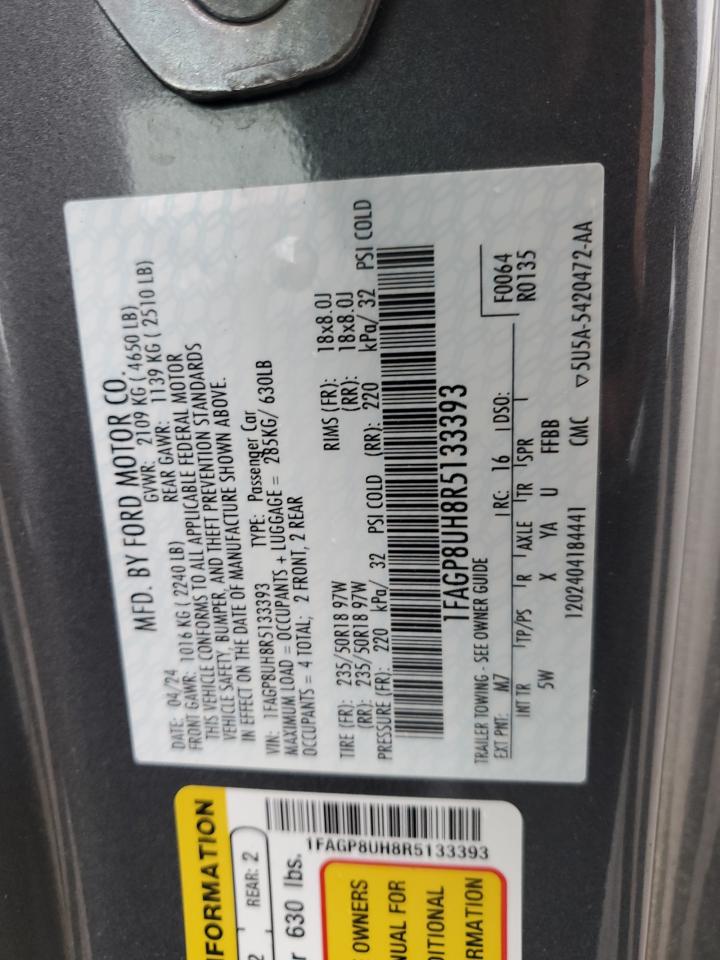 MFD. BY FORD MOTOR CO.
DATE: 04/24 GVWR: 2109 KG ( 4650 LB)
FRONT GAWR: 1016 KG ( 2240 LB) REAR GAWR: 1139 KG ( 2510 LB)
THIS VEHICLE CONFORMS TO ALL APPLICABLE FEDERAL MOTOR
VEHICLE SAFETY, BUMPER, AND THEFT PREVENTION STANDARDS
IN EFFECT ON THE DATE OF MANUFACTURE SHOWN ABOVE.
VIN: 1FAGP8UH8R5133393 TYPE: Passenger Car
MAXIMUM LOAD = OCCUPANTS + LUGGAGE = 285KG/ 630LB
OCCUPANTS = 4 TOTAL; 2 FRONT, 2 REAR
TIRE (FR): 235/50R18 97W RIMS (FR): 18x8.0J
(RR): 235/50R18 97W (RR): 18x8.0J
PRESSURE (FR): 220 kPa/ 32 PSI COLD (RR): 220 kPa/ 32 PSI COLD
1FAGP8UH8R5133393
TRAILER TOWING - SEE OWNER GUIDE
EXT PNT: M7 RC: 16 DSO: F0064
R0135
INT TR TP/PS R AXLE TR SPR
5W X YA U FFBB
1202404184441 CMC ▽5U5A-5420472-AA
FORMATION
2 REAR: 2
r 630 lbs.
1FAGP8UH8R5133393
OWNERS
NUAL FOR
DITIONAL
RMATION